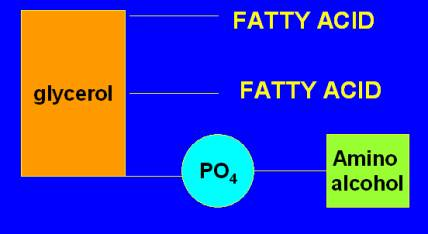 FATTY ACID
glycerol
FATTY ACID
PO₄
Amino
alcohol